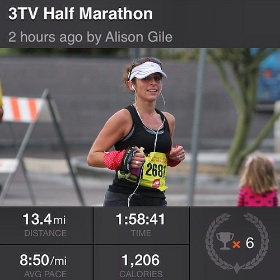 3TV Half Marathon
2 hours ago by Alison Gile
13.4mi
DISTANCE
1:58:41
TIME
6
8:50/mi
AVG PACE
1,206
CALORIES